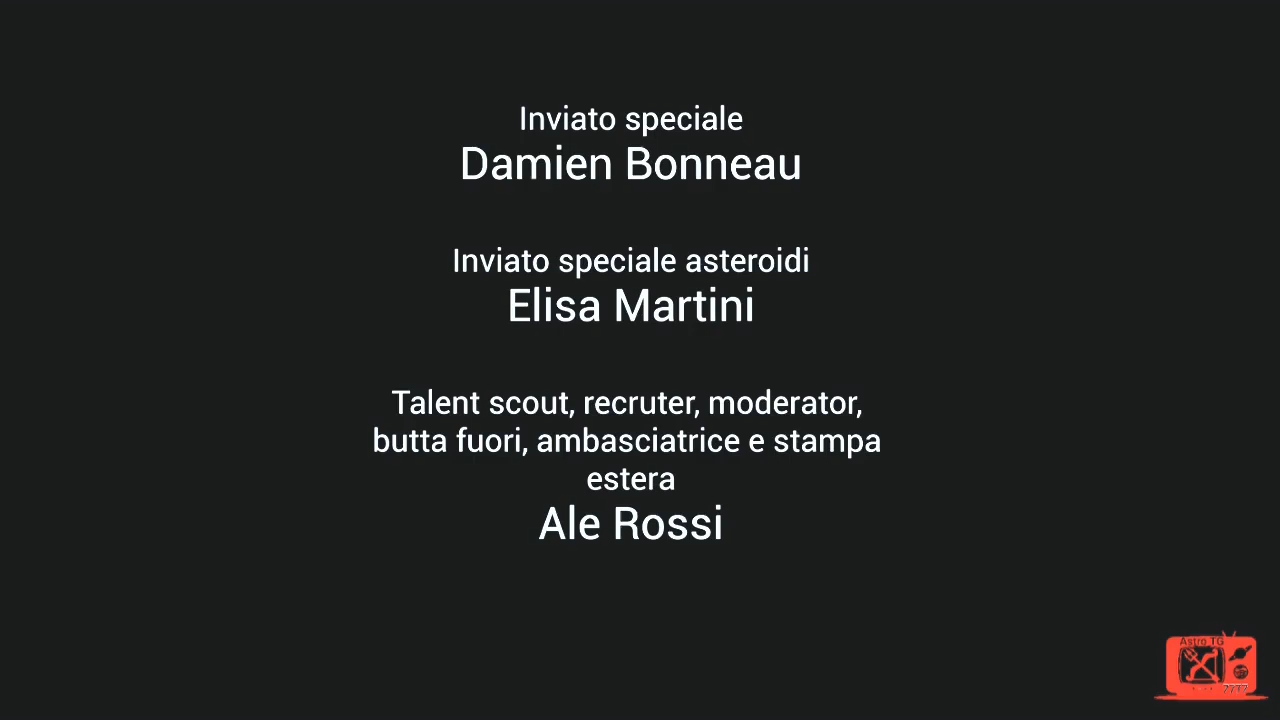 Inviato speciale
Damien Bonneau
Inviato speciale asteroidi
Elisa Martini
Talent scout, recruter, moderator,
butta fuori, ambasciatrice e stampa
estera
Ale Rossi
Astro TG